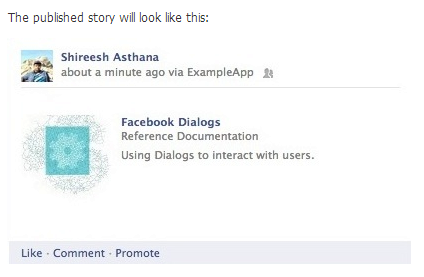 The published story will look like this:
Shireesh Asthana
about a minute ago via ExampleApp
Facebook Dialogs
Reference Documentation
Using Dialogs to interact with users.
Like · Comment · Promote